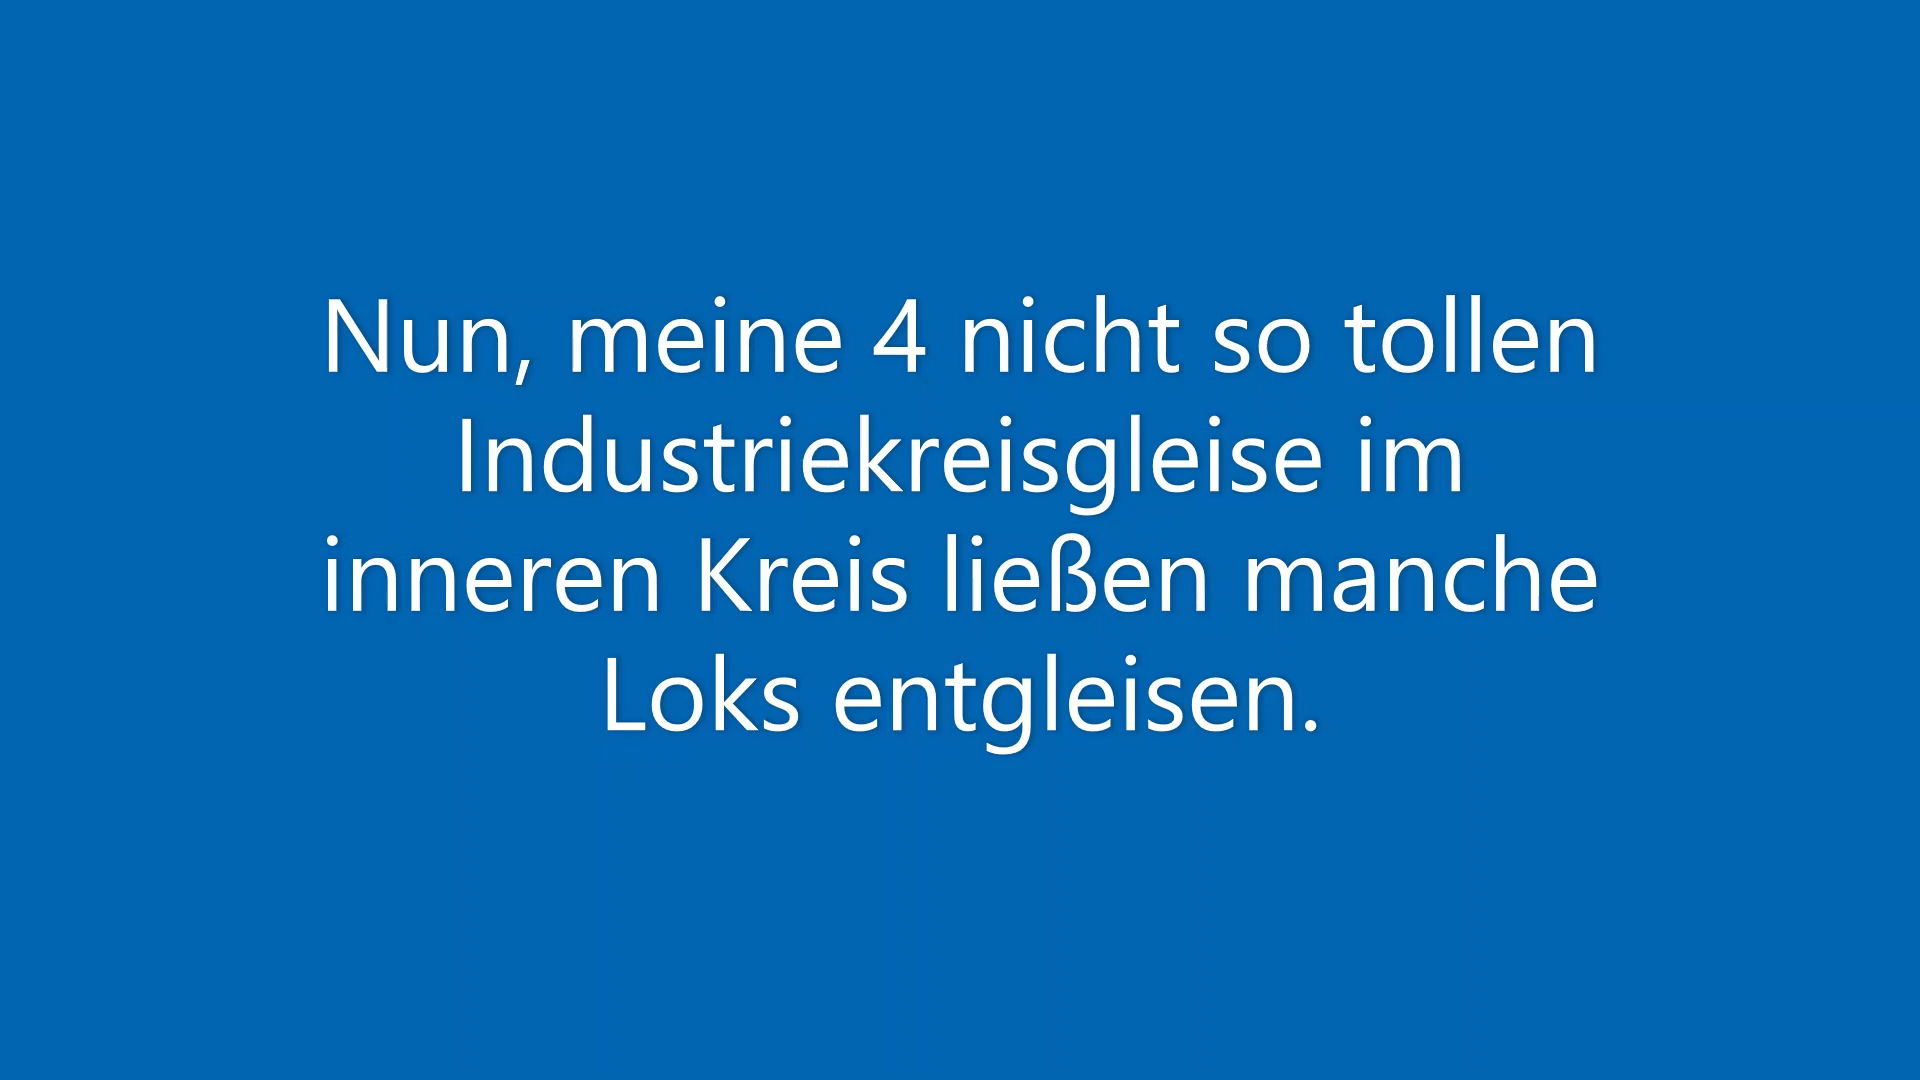 Nun, meine 4 nicht so tollen
Industriekreisgleise im
inneren Kreis ließen manche
Loks entgleisen.